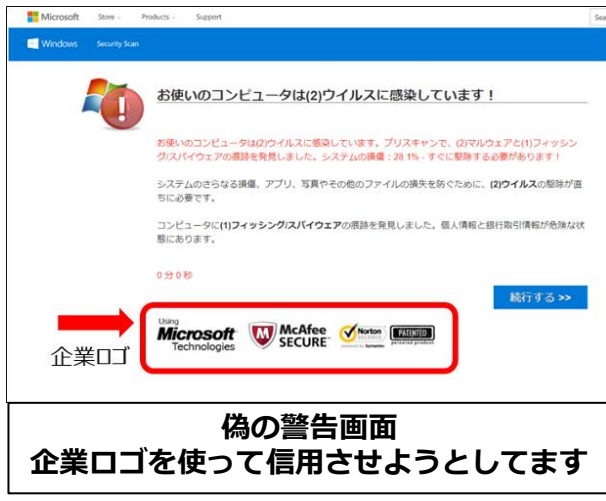 Microsoft Store Products Support
Windows Security Scan
お使いのコンピュータは(2)ウイルスに感染しています！
お使いのコンピュータは(2)ウイルスに感染しています。プリスキャンで、(2)マルウェアと(1)フィッシン
グ/スパイウェアの痕跡を発見しました。システムの損傷：28.1% - すぐに駆除する必要があります！
システムのさらなる損傷、アプリ、写真やその他のファイルの損失を防ぐために、(2)ウイルスの駆除が直
ちに必要です。
コンピュータに(1)フィッシング/スパイウェアの痕跡を発見しました。個人情報と銀行取引情報が危険な状
態にあります。
0 分 0 秒
続行する >>
Using
Microsoft
Technologies
McAfee
SECURE
Norton
SECURED
powered by Symantec
PATENTED
企業ロゴ
偽の警告画面
企業ロゴを使って信用させようとしてます